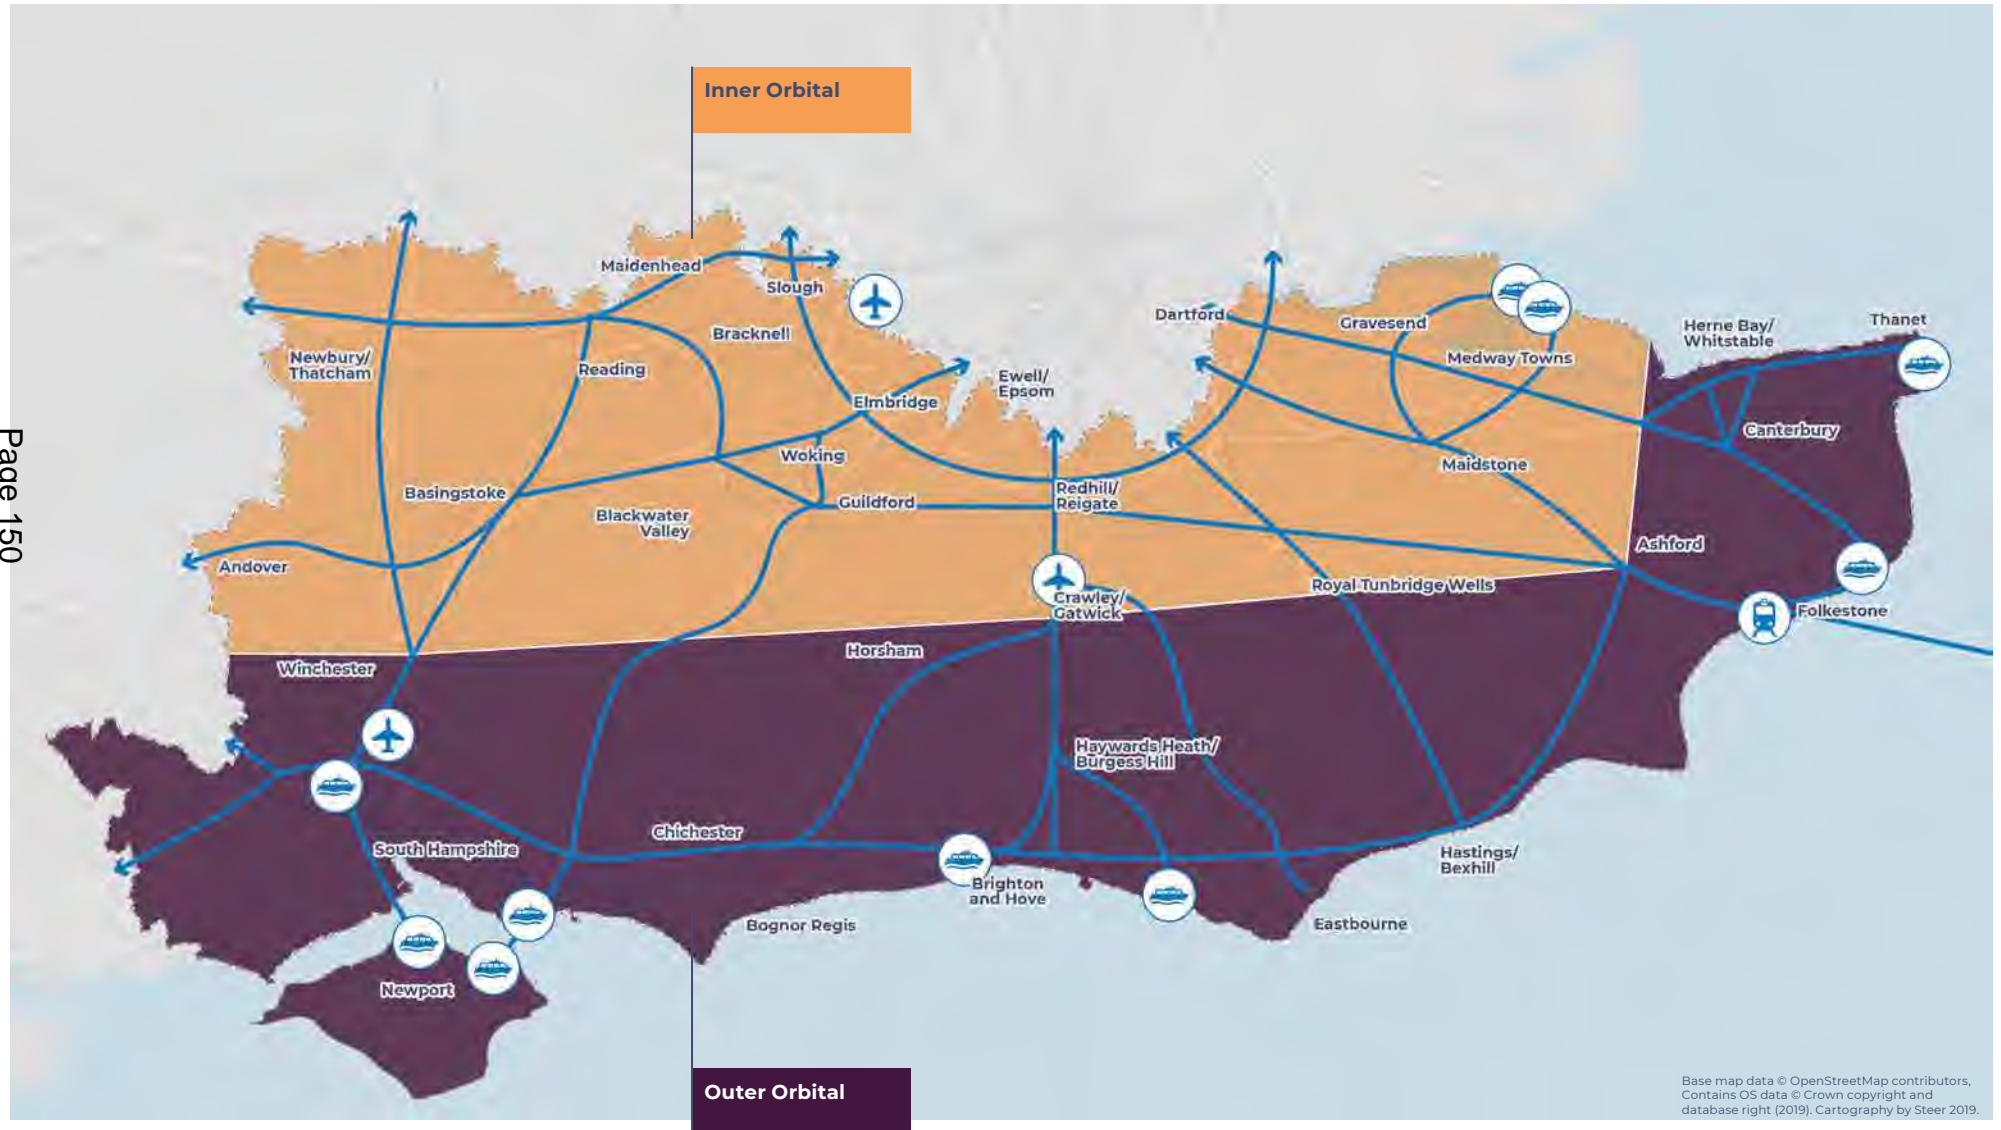 Inner Orbital
Maidenhead
Slough
Bracknell
Newbury/
Thatcham
Reading
Elmbridge
Ewell/
Epsom
Dartford
Gravesend
Medway Towns
Herne Bay/
Whitstable
Thanet
Canterbury
Woking
Maidstone
Basingstoke
Guildford
Redhill/
Reigate
Blackwater
Valley
Andover
Ashford
Royal Tunbridge Wells
Crawley/
Gatwick
Folkestone
Page 150
Winchester
Horsham
Haywards Heath/
Burgess Hill
Chichester
South Hampshire
Hastings/
Bexhill
Brighton
and Hove
Bognor Regis
Eastbourne
Newport
Outer Orbital
Base map data © OpenStreetMap contributors,
Contains OS data © Crown copyright and
database right (2019). Cartography by Steer 2019.